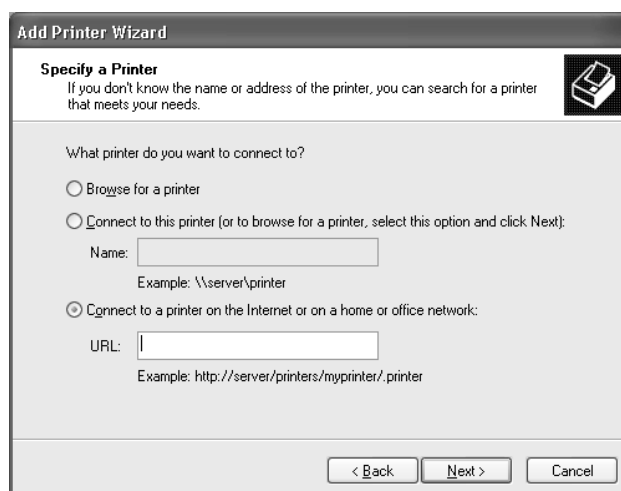 Add Printer Wizard
Specify a Printer
If you don't know the name or address of the printer, you can search for a printer
that meets your needs.
What printer do you want to connect to?
Browse for a printer
Connect to this printer (or to browse for a printer, select this option and click Next):
Name:
Example: \\server\printer
Connect to a printer on the Internet or on a home or office network:
URL:
Example: http://server/printers/myprinter/.printer
< Back Next > Cancel